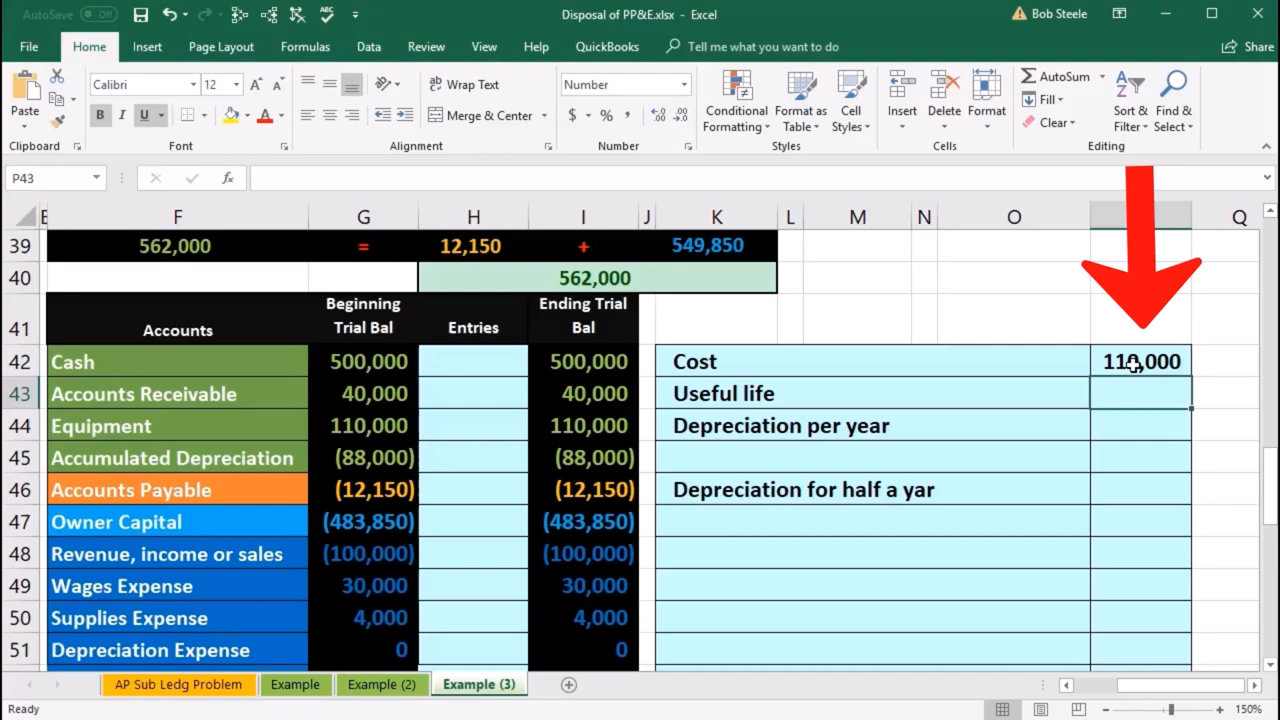 AutoSave Off
Disposal of PP&E.xlsx - Excel
Bob Steele
File Home Insert Page Layout Formulas Data Review View Help QuickBooks Tell me what you want to do Share
Paste
Calibri 12 A A
B I U A
ab Wrap Text
Merge & Center
Number
$ % ,
Conditional Formatting
Format as Table
Cell Styles
Insert Delete Format
AutoSum
Fill
Clear
Sort & Filter
Find & Select
Clipboard Font Alignment Number Styles Cells Editing
P43 fx
E F G H I J K L M N O Q
39 562,000 = 12,150 + 549,850
40 562,000
41 Accounts Beginning Trial Bal Entries Ending Trial Bal
42 Cash 500,000 500,000 Cost 110,000
43 Accounts Receivable 40,000 40,000 Useful life
44 Equipment 110,000 110,000 Depreciation per year
45 Accumulated Depreciation (88,000) (88,000)
46 Accounts Payable (12,150) (12,150) Depreciation for half a yar
47 Owner Capital (483,850) (483,850)
48 Revenue, income or sales (100,000) (100,000)
49 Wages Expense 30,000 30,000
50 Supplies Expense 4,000 4,000
51 Depreciation Expense 0 0
AP Sub Ledg Problem Example Example (2) Example (3)
Ready 150%